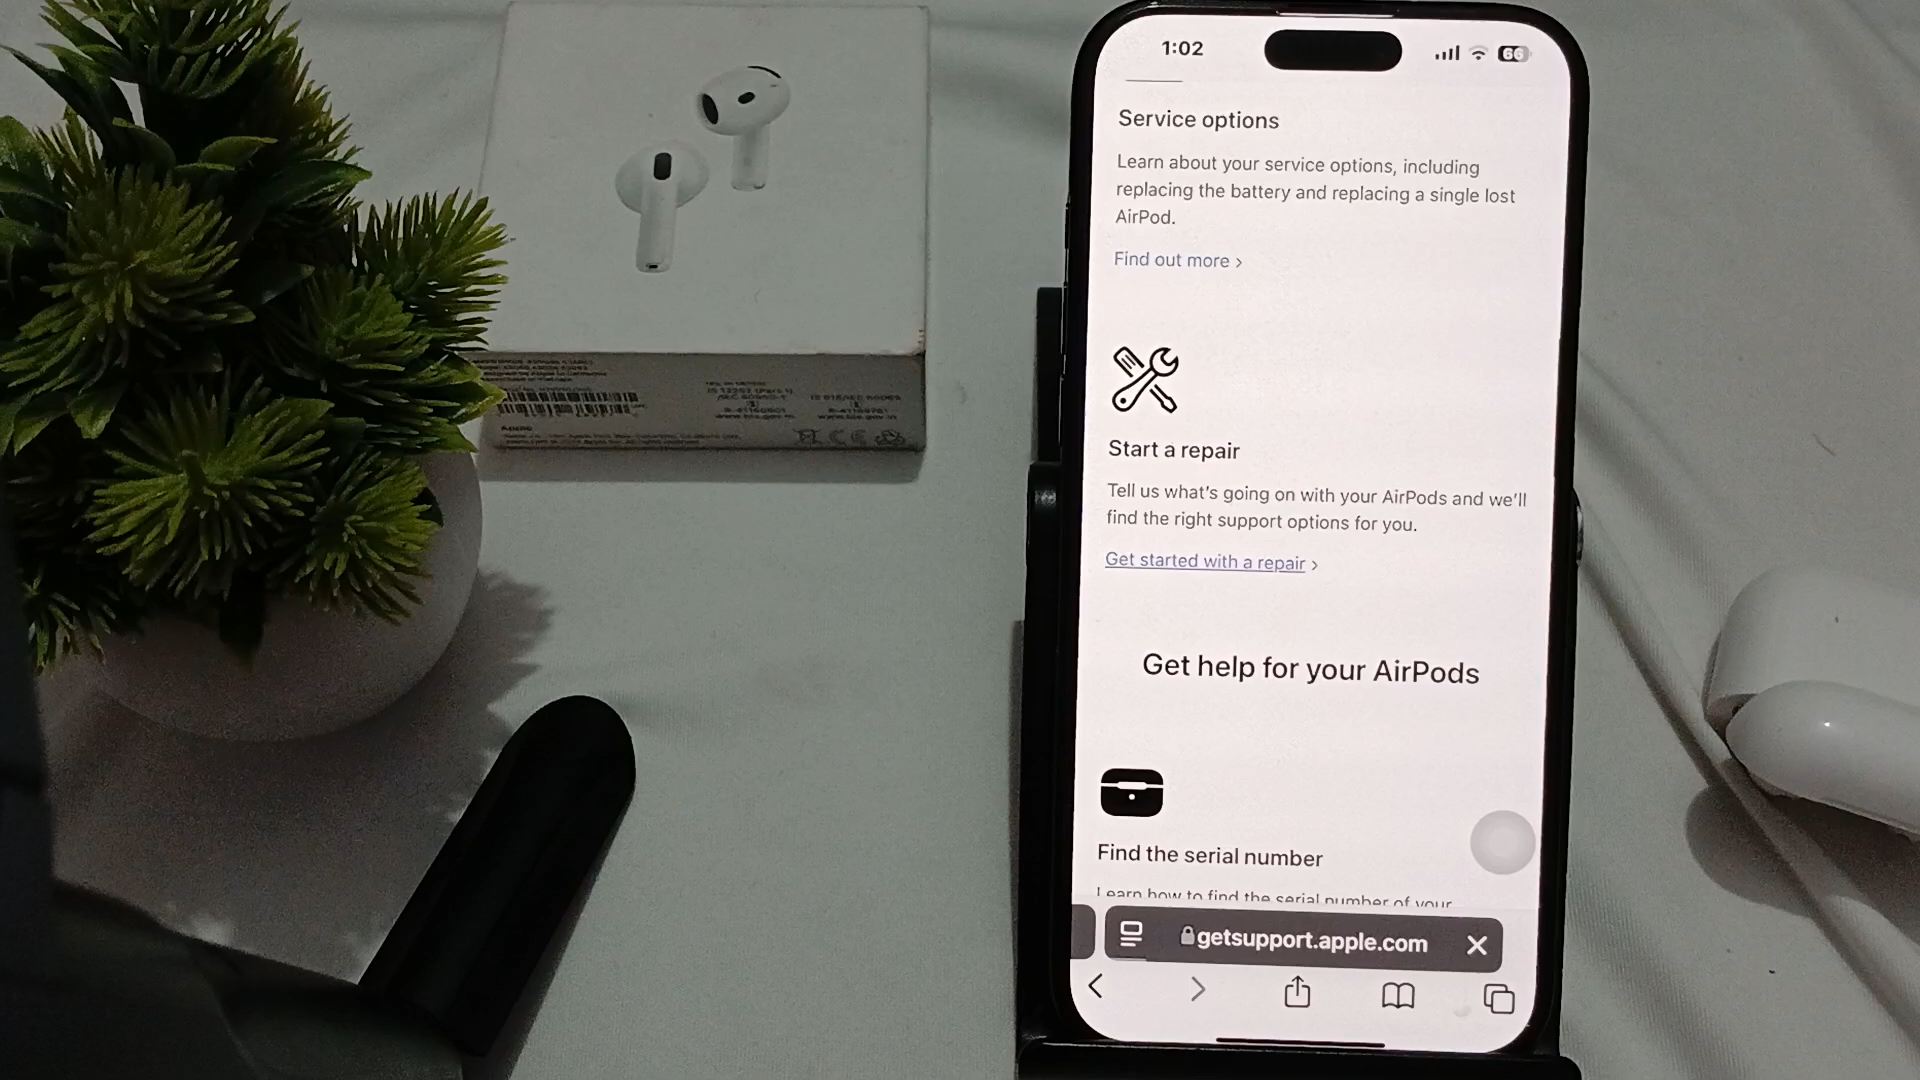 1:02
66
Service options
Learn about your service options, including
replacing the battery and replacing a single lost
AirPod.
Find out more >
Start a repair
Tell us what's going on with your AirPods and we'll
find the right support options for you.
Get started with a repair >
Get help for your AirPods
Find the serial number
Learn how to find the serial number of your
getsupport.apple.com